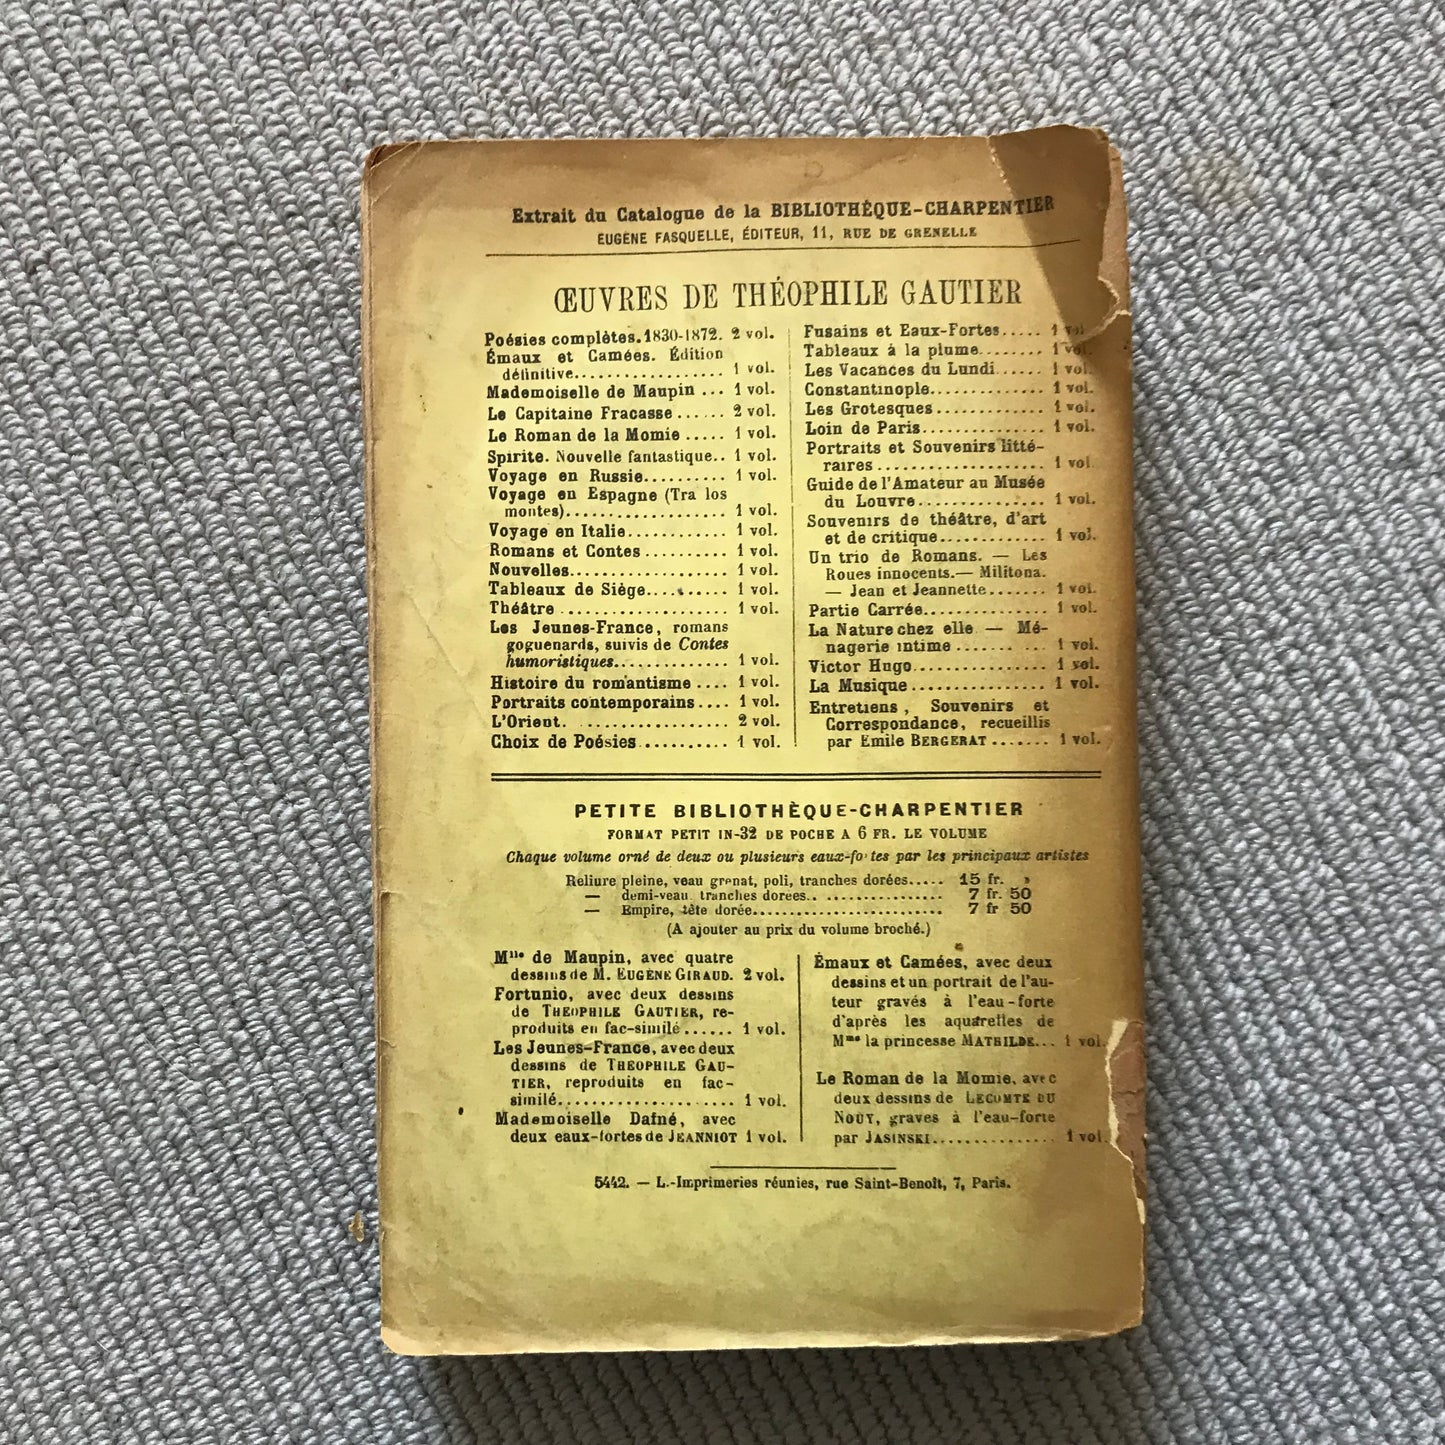 Extrait du Catalogue de la BIBLIOTHÈQUE-CHARPENTIER
EUGÈNE FASQUELLE, ÉDITEUR, 11, RUE DE GRENELLE
ŒUVRES DE THÉOPHILE GAUTIER
Poésies complètes. 1830-1872. 2 vol.
Émaux et Camées. Édition
définitive.................. 1 vol.
Mademoiselle de Maupin ... 1 vol.
Le Capitaine Fracasse ...... 2 vol.
Le Roman de la Momie ..... 1 vol.
Spirite. Nouvelle fantastique.. 1 vol.
Voyage en Russie.......... 1 vol.
Voyage en Espagne (Tra los
montes).................... 1 vol.
Voyage en Italie............ 1 vol.
Romans et Contes .......... 1 vol.
Nouvelles................... 1 vol.
Tableaux de Siège.......... 1 vol.
Théâtre .................... 1 vol.
Les Jeunes-France, romans
goguenards, suivis de Contes
humoristiques.............. 1 vol.
Histoire du romantisme .... 1 vol.
Portraits contemporains.... 1 vol.
L'Orient. .................. 2 vol.
Choix de Poésies........... 1 vol.
Fusains et Eaux-Fortes..... 1 vol.
Tableaux à la plume........ 1 vol.
Les Vacances du Lundi...... 1 vol.
Constantinople.............. 1 vol.
Les Grotesques............. 1 vol.
Loin de Paris............... 1 vol.
Portraits et Souvenirs litté-
raires .................... 1 vol.
Guide de l'Amateur au Musée
du Louvre................ 1 vol.
Souvenirs de théâtre, d'art
et de critique............. 1 vol.
Un trio de Romans. — Les
Roues innocents. — Militona.
— Jean et Jeannette....... 1 vol.
Partie Carrée............... 1 vol.
La Nature chez elle — Mé-
nagerie intime ....... ... 1 vol.
Victor Hugo................ 1 vol.
La Musique................ 1 vol.
Entretiens, Souvenirs et
Correspondance, recueillis
par Emile BERGERAT ....... 1 vol.
PETITE BIBLIOTHÈQUE-CHARPENTIER
FORMAT PETIT IN-32 DE POCHE A 6 FR. LE VOLUME
Chaque volume orné de deux ou plusieurs eaux-fo tes par les principaux artistes
Reliure pleine, veau grenat, poli, tranches dorées..... 15 fr. »
— demi-veau tranches dorees.. ............... 7 fr. 50
— Empire, tête dorée........................ 7 fr 50
(A ajouter au prix du volume broché.)
Mlle de Maupin, avec quatre
dessins de M. EUGÈNE GIRAUD. 2 vol.
Fortunio, avec deux dessins
de THEOPHILE GAUTIER, re-
produits en fac-similé...... 1 vol.
Les Jeunes-France, avec deux
dessins de THEOPHILE GAU-
TIER, reproduits en fac-
similé..................... 1 vol.
Mademoiselle Dafné, avec
deux eaux-fortes de JEANNIOT 1 vol.
Émaux et Camées, avec deux
dessins et un portrait de l'au-
teur gravés à l'eau-forte
d'après les aquarelles de
Mme la princesse MATHILDE... 1 vol.
Le Roman de la Momie, avec
deux dessins de LECOMTE DU
NOUY, graves à l'eau-forte
par JASINSKI............... 1 vol.
5442. — L.-Imprimeries réunies, rue Saint-Benoît, 7, Paris.